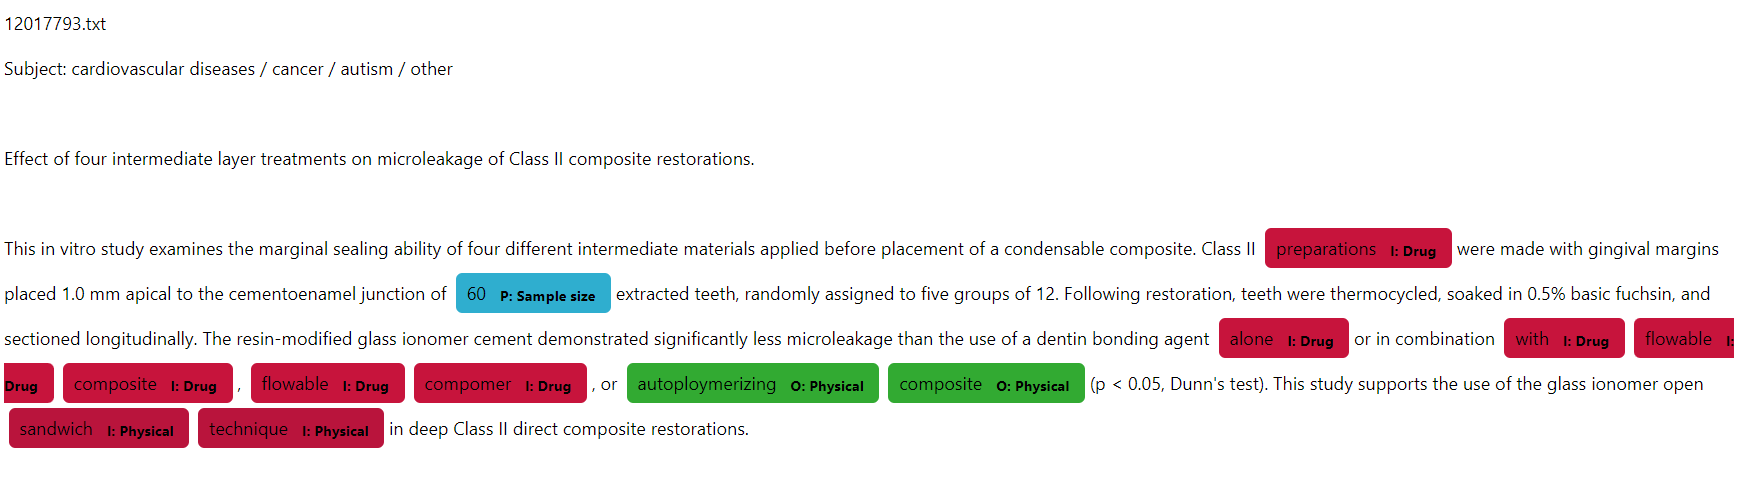 12017793.txt
Subject: cardiovascular diseases / cancer / autism / other
Effect of four intermediate layer treatments on microleakage of Class II composite restorations.
This in vitro study examines the marginal sealing ability of four different intermediate materials applied before placement of a condensable composite. Class II preparations I: Drug were made with gingival margins
placed 1.0 mm apical to the cementoenamel junction of 60 P: Sample size extracted teeth, randomly assigned to five groups of 12. Following restoration, teeth were thermocycled, soaked in 0.5% basic fuchsin, and
sectioned longitudinally. The resin-modified glass ionomer cement demonstrated significantly less microleakage than the use of a dentin bonding agent alone I: Drug or in combination with I: Drug flowable I:
Drug composite I: Drug , flowable I: Drug compomer I: Drug , or autoploymerizing O: Physical composite O: Physical (p < 0.05, Dunn's test). This study supports the use of the glass ionomer open
sandwich I: Physical technique I: Physical in deep Class II direct composite restorations.